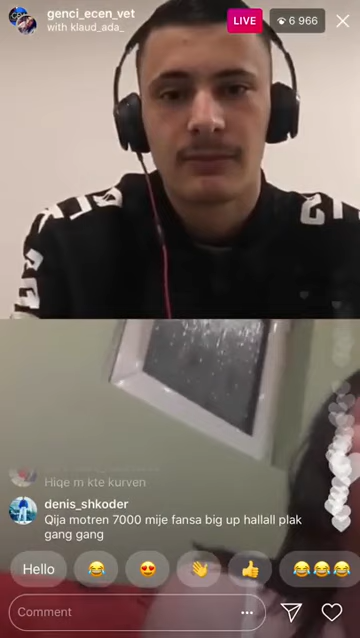 genci_ecen_vet
with klaud_ada_
LIVE
6 966
Hiqe m kte kurven
denis_shkoder
Qija motren 7000 mije fansa big up hallall plak
gang gang
Hello
Comment